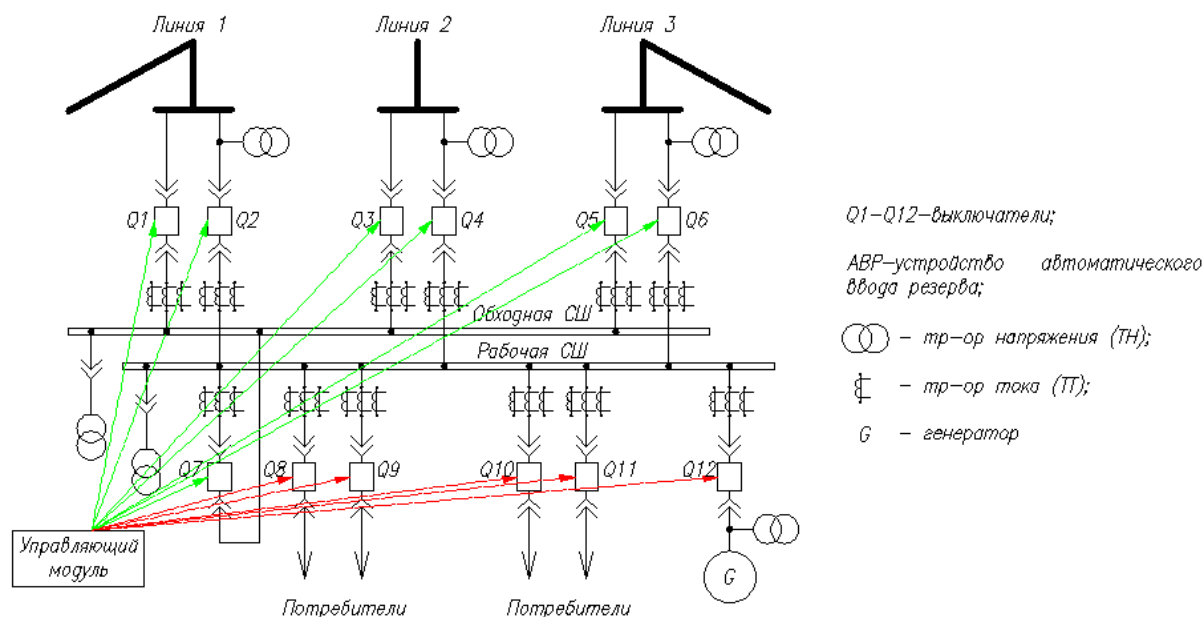 Линия 1
Линия 2
Линия 3
Q1
Q2
Q3
Q4
Q5
Q6
Обходная СШ
Рабочая СШ
Q7
Q8
Q9
Q10
Q11
Q12
Управляющий
модуль
Потребители
Потребители
G
Q1-Q12-выключатели;
АВР-устройство автоматического
ввода резерва;
- тр-ор напряжения (ТН);
- тр-ор тока (ТТ);
G - генератор